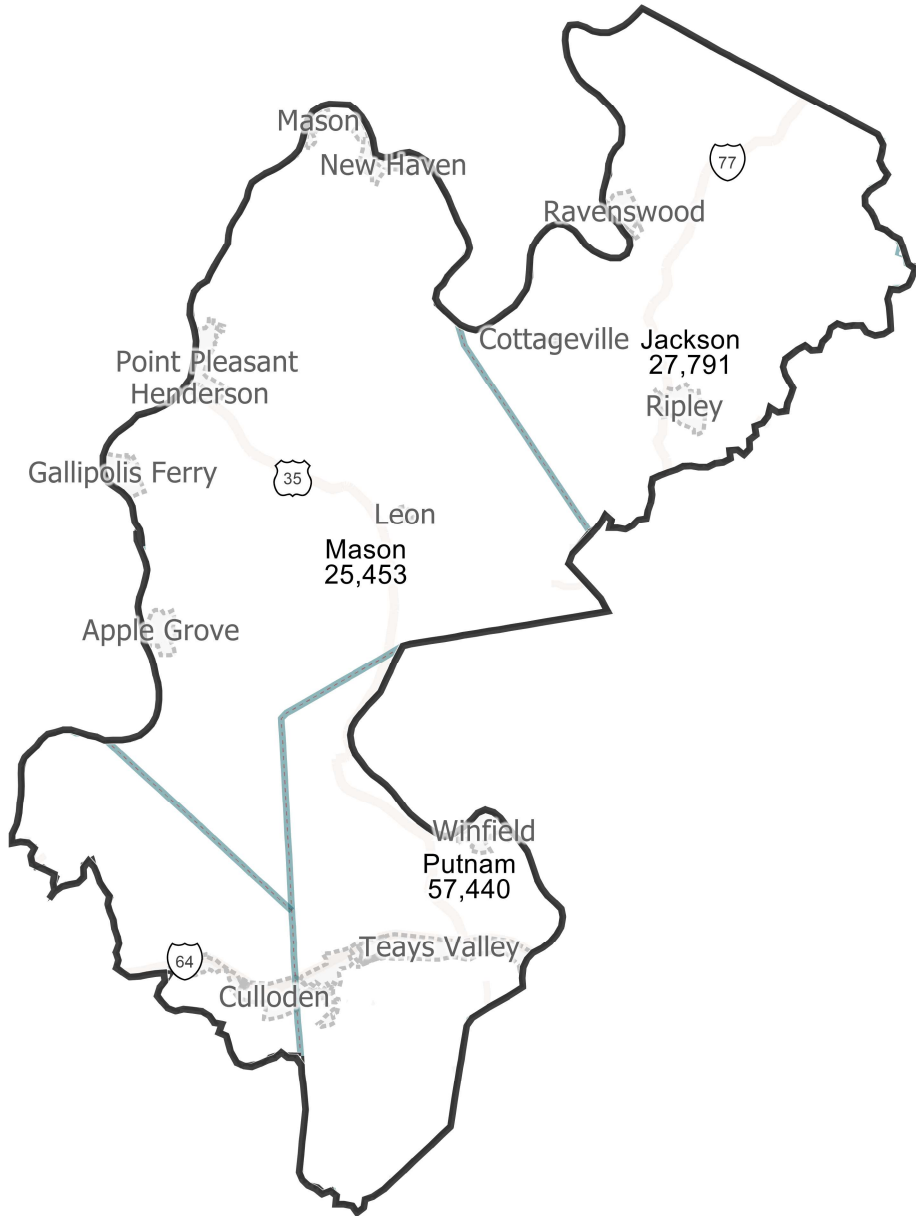 Mason
New Haven
77
Ravenswood
Cottageville
Jackson
27,791
Point Pleasant
Henderson
Ripley
Gallipolis Ferry
35
Leon
Mason
25,453
Apple Grove
Winfield
Putnam
57,440
Teays Valley
64
Culloden